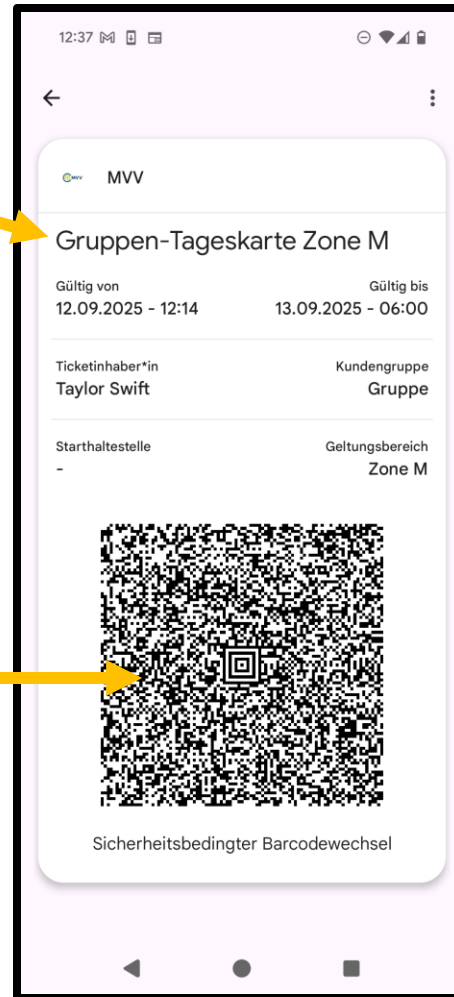 12:37
MVV MVV
Gruppen-Tageskarte Zone M
Gültig von Gültig bis
12.09.2025 - 12:14 13.09.2025 - 06:00
Ticketinhaber*in Kundengruppe
Taylor Swift Gruppe
Starthaltestelle Geltungsbereich
- Zone M
Sicherheitsbedingter Barcodewechsel